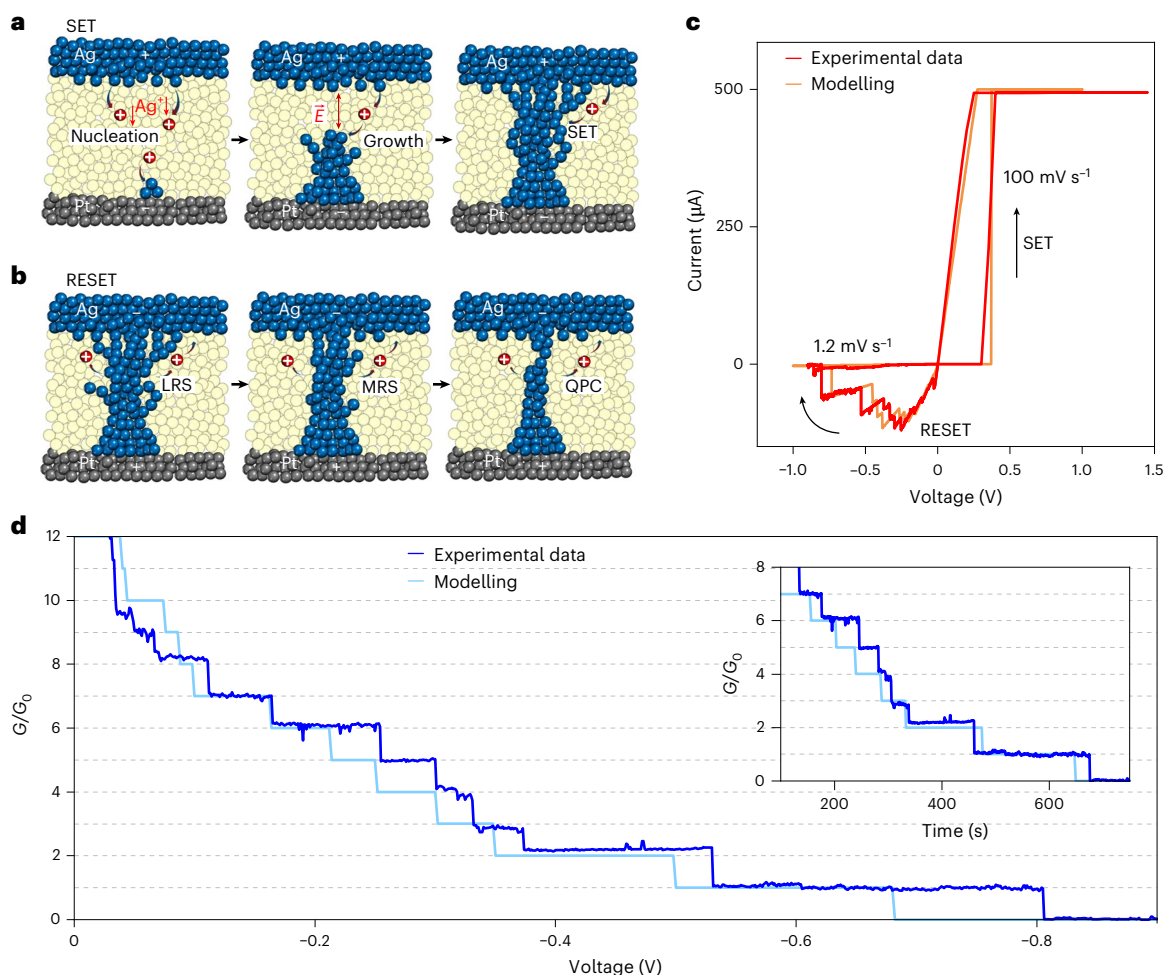 a
SET
Ag +
Ag⁺
Nucleation
Pt −
Ag +
E⃗
Growth
Pt −
Ag +
SET
Pt −
b
RESET
Ag −
LRS
Pt +
Ag −
MRS
Pt +
Ag −
QPC
Pt +
c
Experimental data
Modelling
500
250
0
Current (µA)
100 mV s⁻¹
SET
1.2 mV s⁻¹
RESET
−1.0 −0.5 0 0.5 1.0 1.5
Voltage (V)
d
Experimental data
Modelling
12
10
8
6
4
2
0
G/G₀
0 −0.2 −0.4 −0.6 −0.8
Voltage (V)
8
6
4
2
0
G/G₀
200 400 600
Time (s)